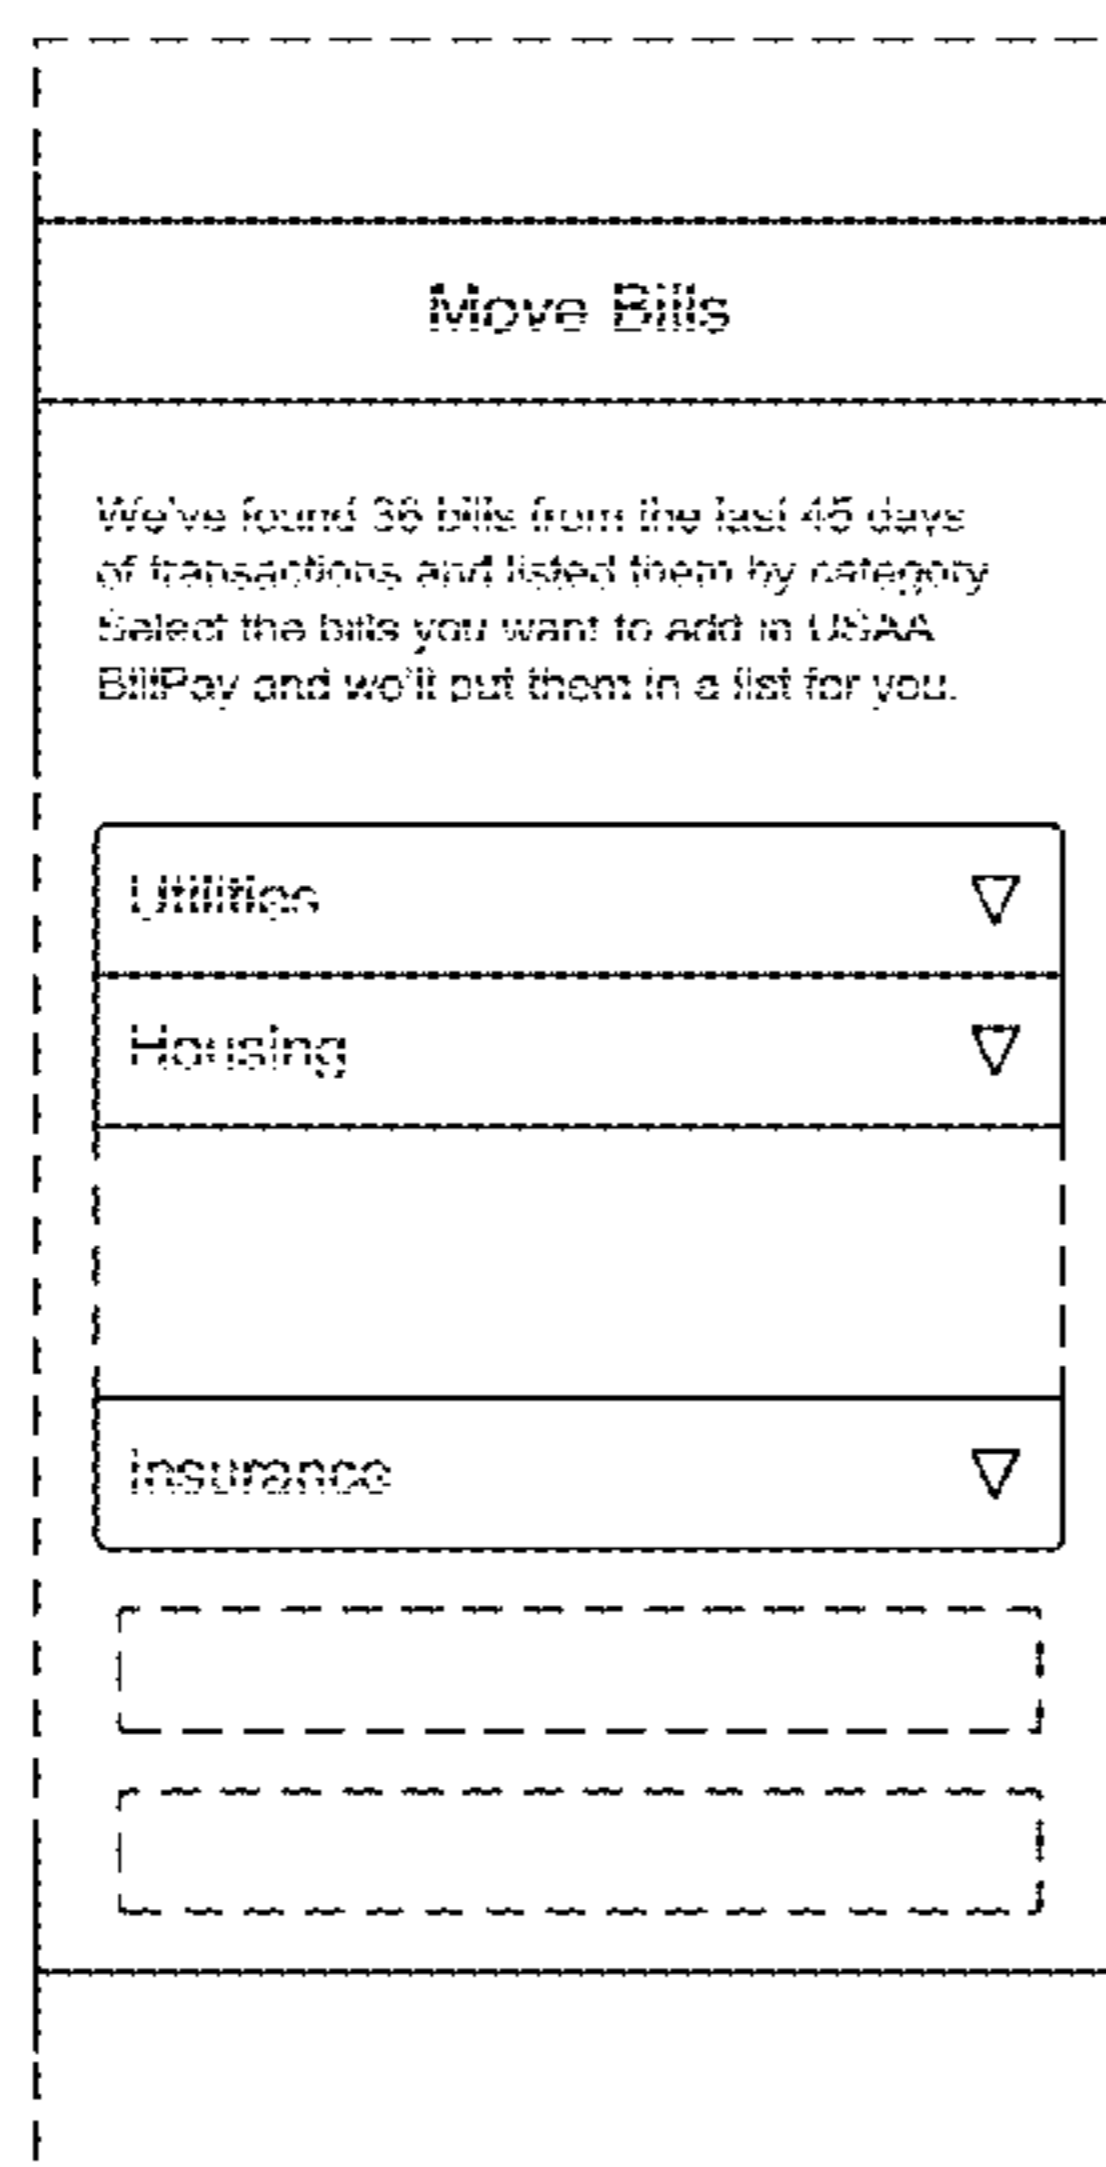 Move Bills
We've found 36 bills from the last 45 days
of transactions and listed them by category
Select the bills you want to add in USAA
BillPay and we'll put them in a list for you.
Utilities
Housing
Insurance